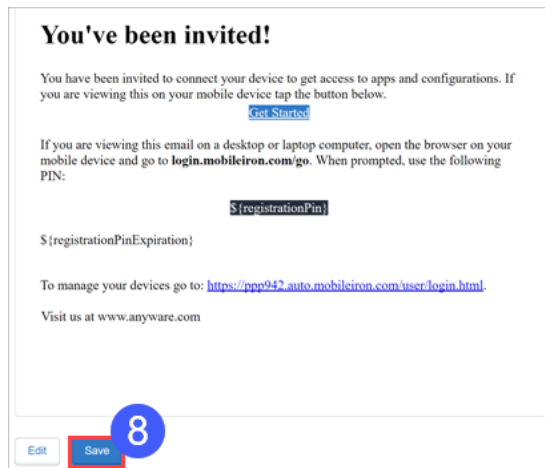 You've been invited!
You have been invited to connect your device to get access to apps and configurations. If
you are viewing this on your mobile device tap the button below.
Get Started
If you are viewing this email on a desktop or laptop computer, open the browser on your
mobile device and go to login.mobileiron.com/go. When prompted, use the following
PIN:
${registrationPin}
${registrationPinExpiration}
To manage your devices go to: https://ppp942.auto.mobileiron.com/user/login.html.
Visit us at www.anyware.com
8
Edit Save